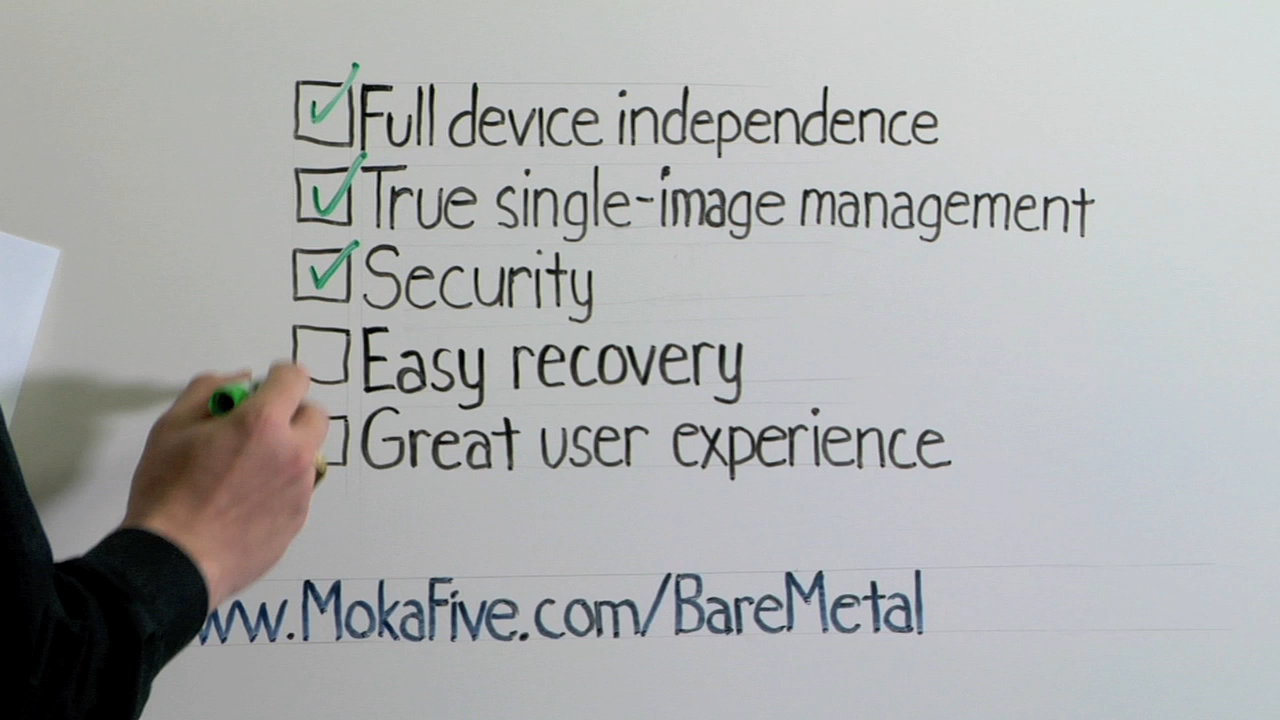 Full device independence
True single-image management
Security
Easy recovery
Great user experience
ww.MokaFive.com/BareMetal